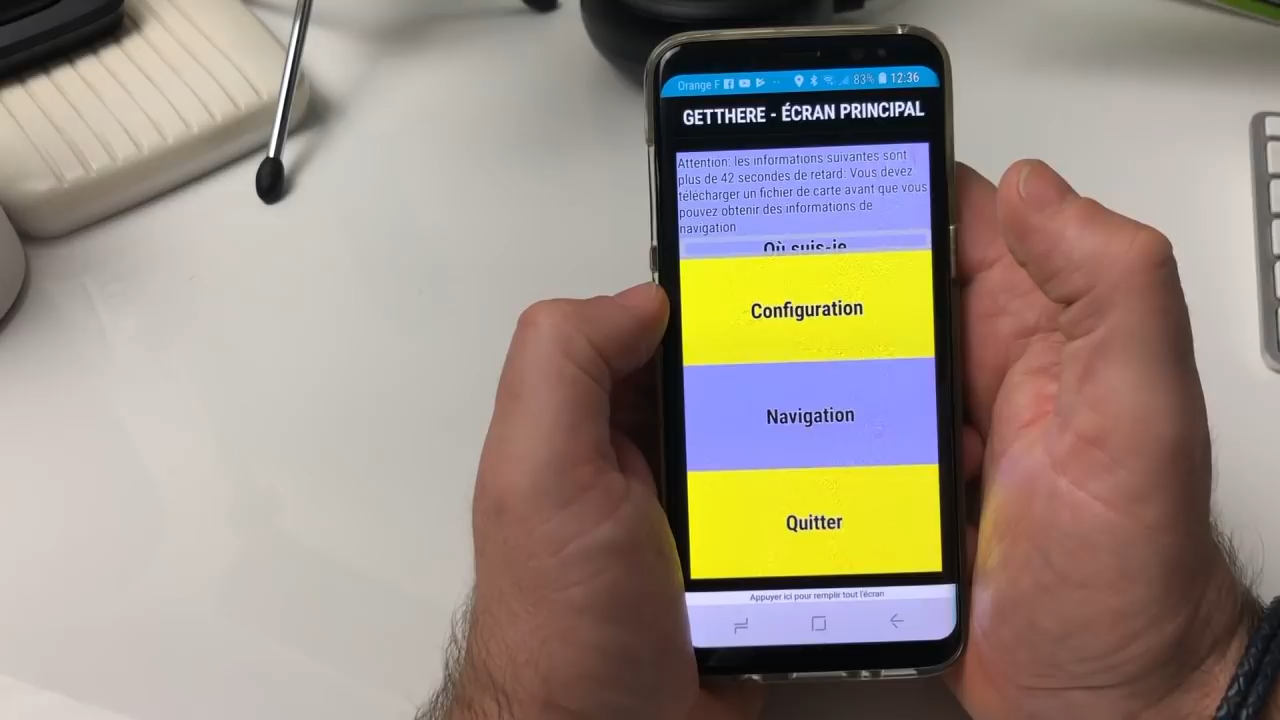 Orange F 83% 12:36
GETTHERE - ÉCRAN PRINCIPAL
Attention: les informations suivantes sont
plus de 42 secondes de retard: Vous devez
télécharger un fichier de carte avant que vous
pouvez obtenir des informations de
navigation
Où suis-je
Configuration
Navigation
Quitter
Appuyer ici pour remplir tout l'écran